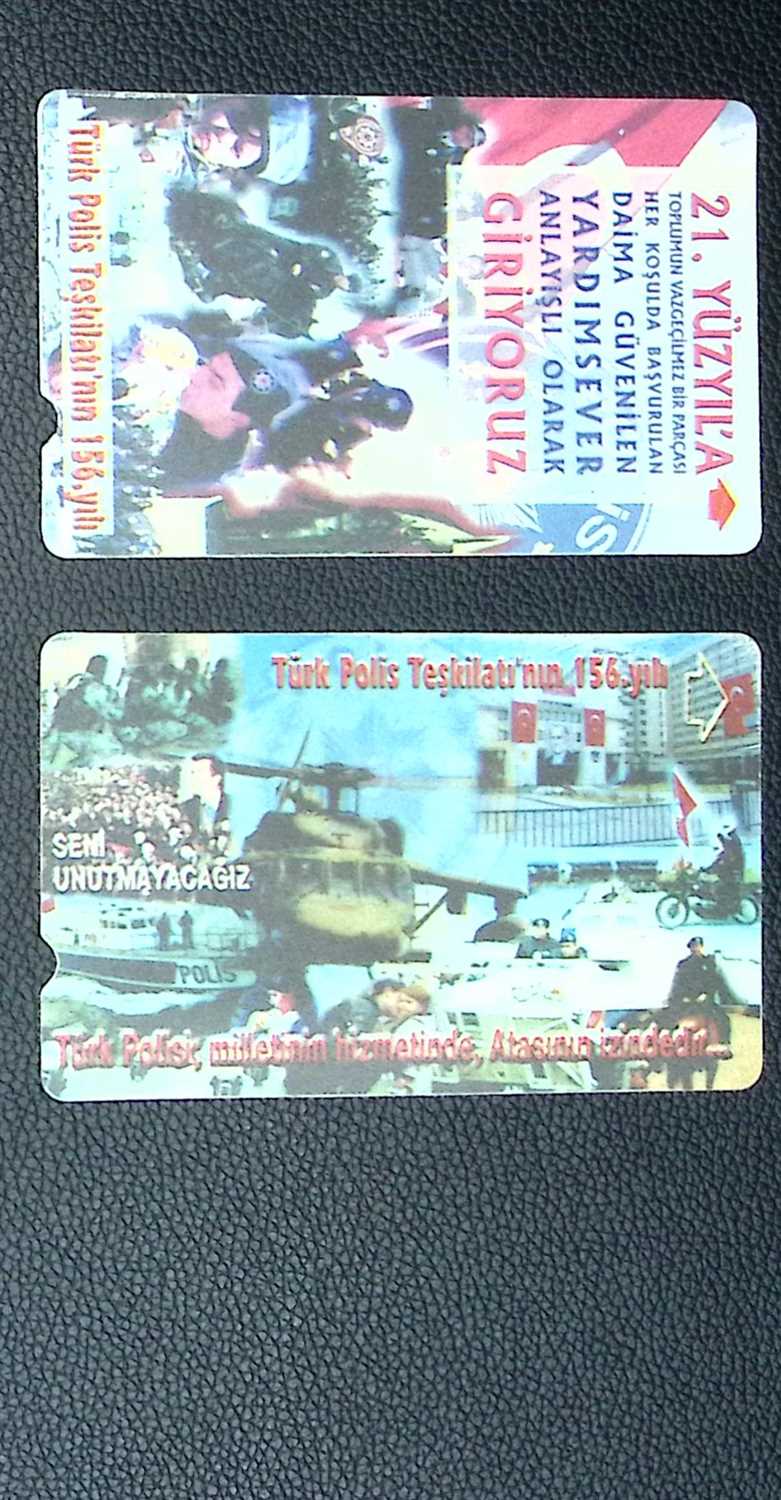 21. YÜZYIL'A
TOPLUMUN VAZGEÇİLMEZ BİR PARÇASI
HER KOŞULDA BAŞVURULAN
DAİMA GÜVENİLEN
YARDIMSEVER
ANLAYIŞLI OLARAK
GİRİYORUZ
Türk Polis Teşkilatı'nın 156.yılı
Türk Polis Teşkilatı'nın 156.yılı
SENİ
UNUTMAYACAĞIZ
POLİS
Türk Polisi; milletinin hizmetinde, Atasının izindedir...